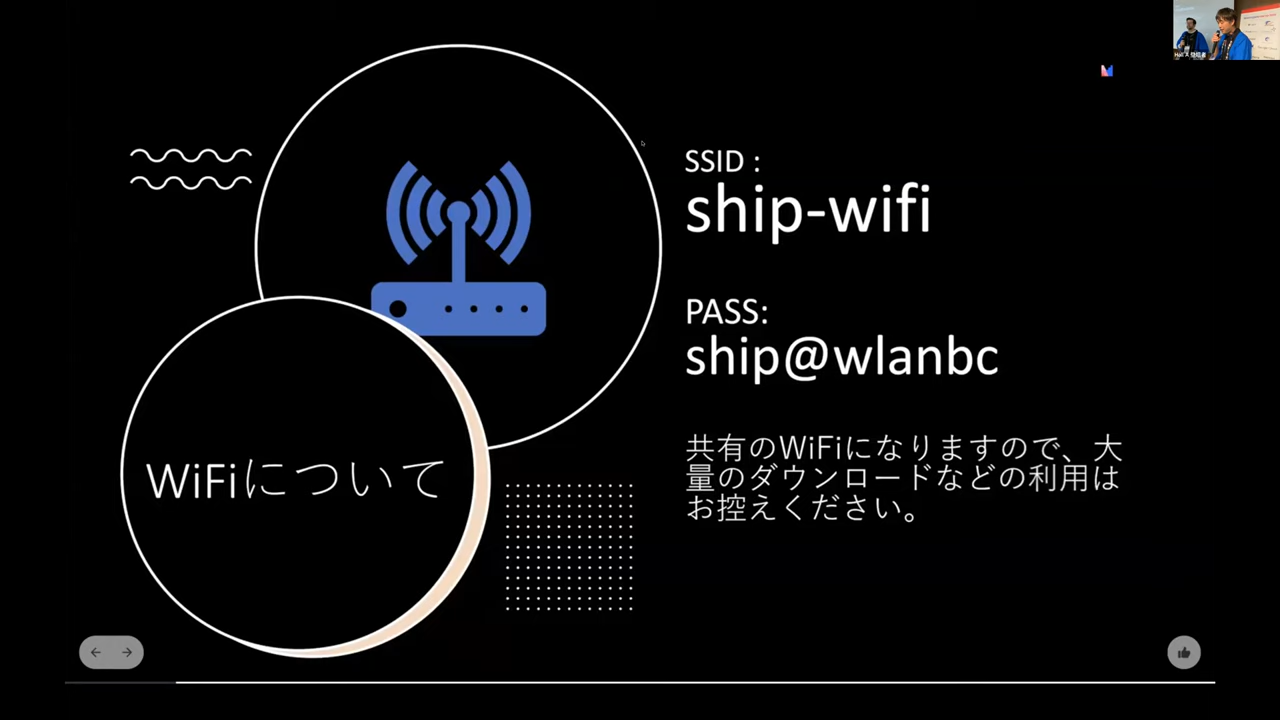 SSID :
ship-wifi
PASS:
ship@wlanbc
共有のWiFiになりますので、大
量のダウンロードなどの利用は
お控えください。
WiFiについて